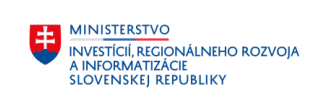 MINISTERSTVO
INVESTÍCIÍ, REGIONÁLNEHO ROZVOJA
A INFORMATIZÁCIE
SLOVENSKEJ REPUBLIKY